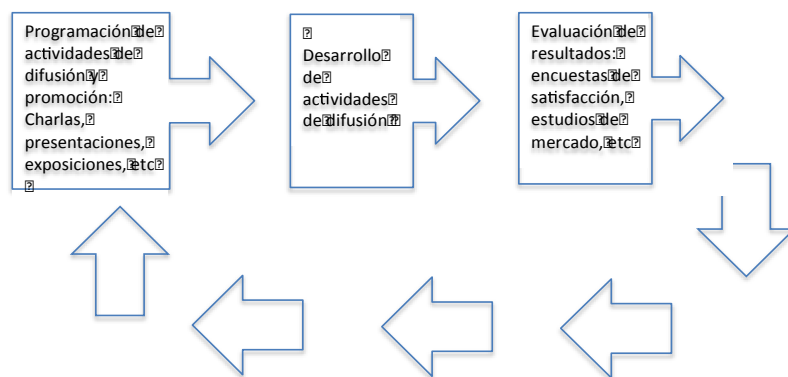 Programación de
actividades de
difusión y
promoción:
Charlas,
presentaciones,
exposiciones, etc
Desarrollo
de
actividades
de difusión
Evaluación de
resultados:
encuestas de
satisfacción,
estudios de
mercado, etc